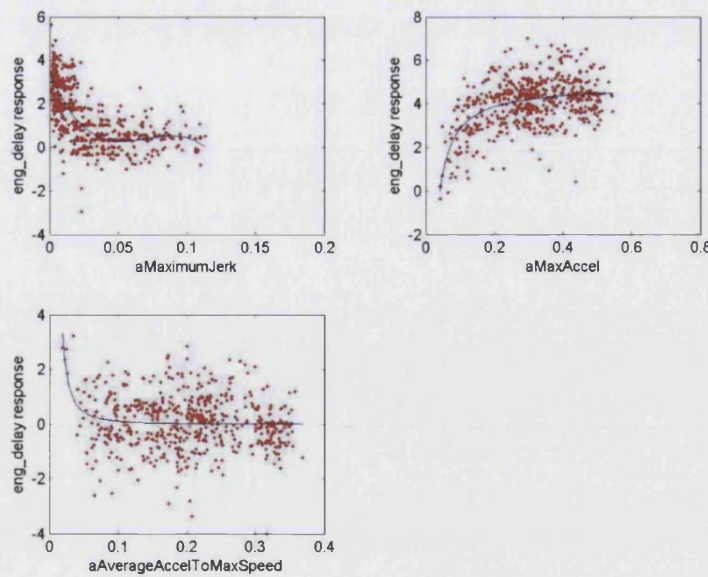 6
4
2
0
-2
-4
0 0.05 0.1 0.15 0.2
eng_delay response
aMaximumJerk
8
6
4
2
0
-2
0 0.2 0.4 0.6 0.8
eng_delay response
aMaxAccel
4
2
0
-2
-4
0 0.1 0.2 0.3 0.4
eng_delay response
aAverageAccelToMaxSpeed